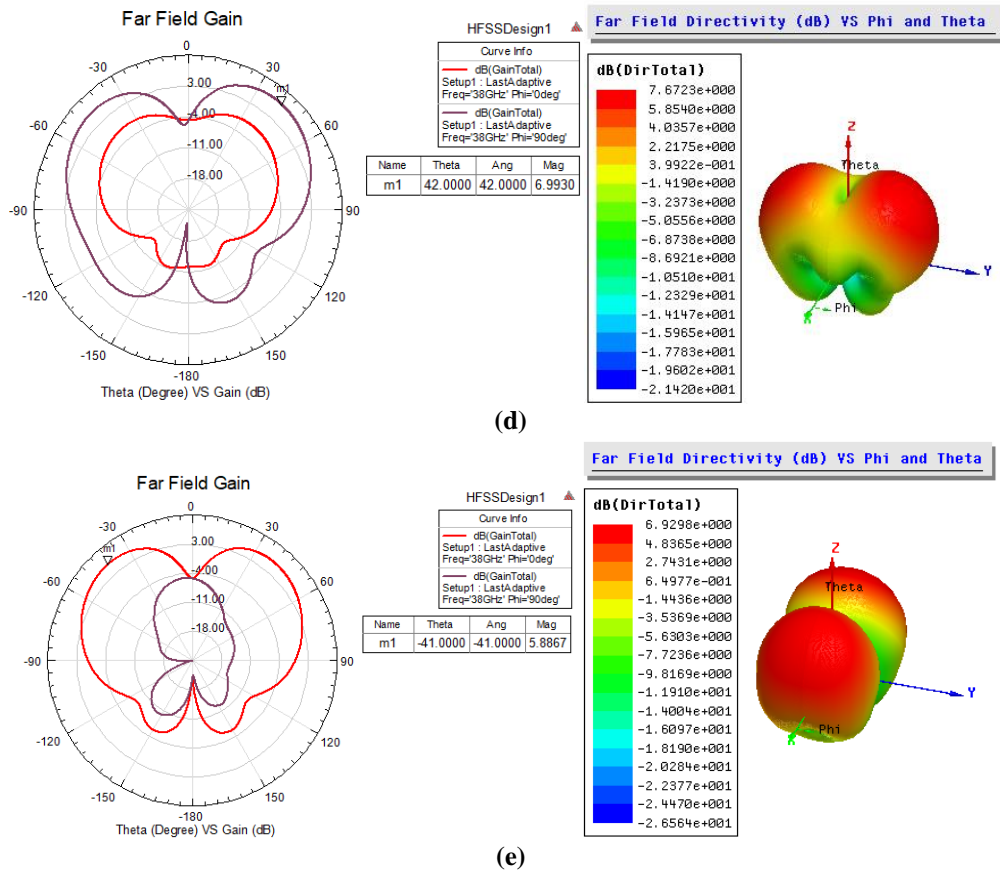 Far Field Gain
0
-30
30
-60
60
-90
90
-120
120
-150
150
-180
3.00
-4.00
-11.00
-18.00
m1
Theta (Degree) VS Gain (dB)
HFSSDesign1
Curve Info
dB(GainTotal)
Setup1 : LastAdaptive
Freq='38GHz' Phi='0deg'
dB(GainTotal)
Setup1 : LastAdaptive
Freq='38GHz' Phi='90deg'
Name Theta Ang Mag
m1 42.0000 42.0000 6.9930
Far Field Directivity (dB) VS Phi and Theta
dB(DirTotal)
7.6723e+000
5.8540e+000
4.0357e+000
2.2175e+000
3.9922e-001
-1.4190e+000
-3.2373e+000
-5.0556e+000
-6.8738e+000
-8.6921e+000
-1.0510e+001
-1.2329e+001
-1.4147e+001
-1.5965e+001
-1.7783e+001
-1.9602e+001
-2.1420e+001
Z
Theta
Y
X
Phi
(d)
Far Field Gain
0
-30
30
-60
60
-90
90
-120
120
-150
150
-180
3.00
-4.00
-11.00
-18.00
m1
Theta (Degree) VS Gain (dB)
HFSSDesign1
Curve Info
dB(GainTotal)
Setup1 : LastAdaptive
Freq='38GHz' Phi='0deg'
dB(GainTotal)
Setup1 : LastAdaptive
Freq='38GHz' Phi='90deg'
Name Theta Ang Mag
m1 -41.0000 -41.0000 5.8867
Far Field Directivity (dB) VS Phi and Theta
dB(DirTotal)
6.9298e+000
4.8365e+000
2.7431e+000
6.4977e-001
-1.4436e+000
-3.5369e+000
-5.6303e+000
-7.7236e+000
-9.8169e+000
-1.1910e+001
-1.4004e+001
-1.6097e+001
-1.8190e+001
-2.0284e+001
-2.2377e+001
-2.4470e+001
-2.6564e+001
Z
Theta
Y
X
Phi
(e)